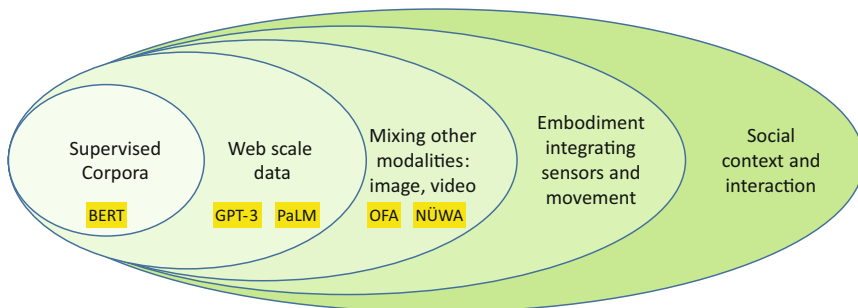 Supervised
Corpora
BERT
Web scale
data
GPT-3 PaLM
Mixing other
modalities:
image, video
OFA NÜWA
Embodiment
integrating
sensors and
movement
Social
context and
interaction